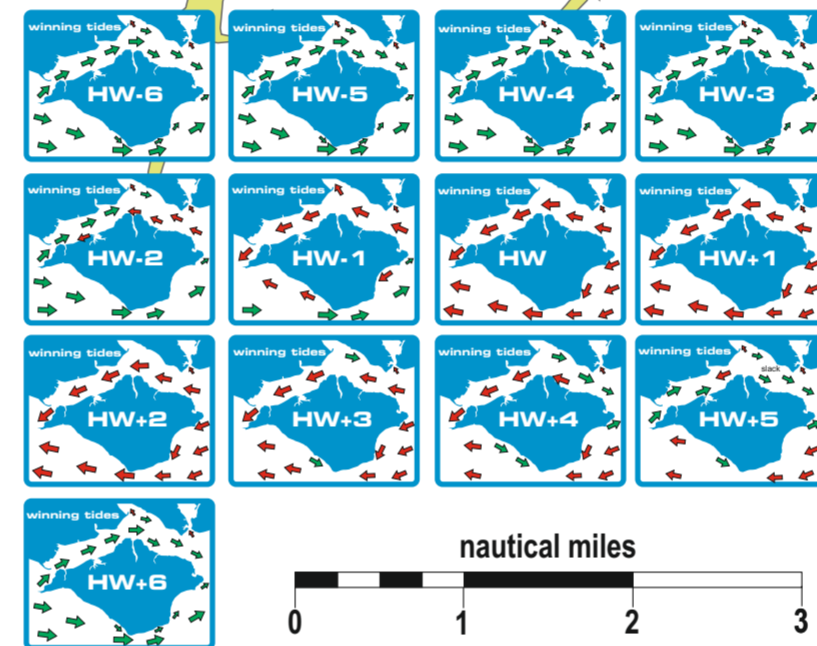 winning tides
HW-6
winning tides
HW-5
winning tides
HW-4
winning tides
HW-3
winning tides
HW-2
winning tides
HW-1
winning tides
HW
winning tides
HW+1
winning tides
HW+2
winning tides
HW+3
winning tides
HW+4
winning tides
slack
HW+5
winning tides
HW+6
nautical miles
0 1 2 3